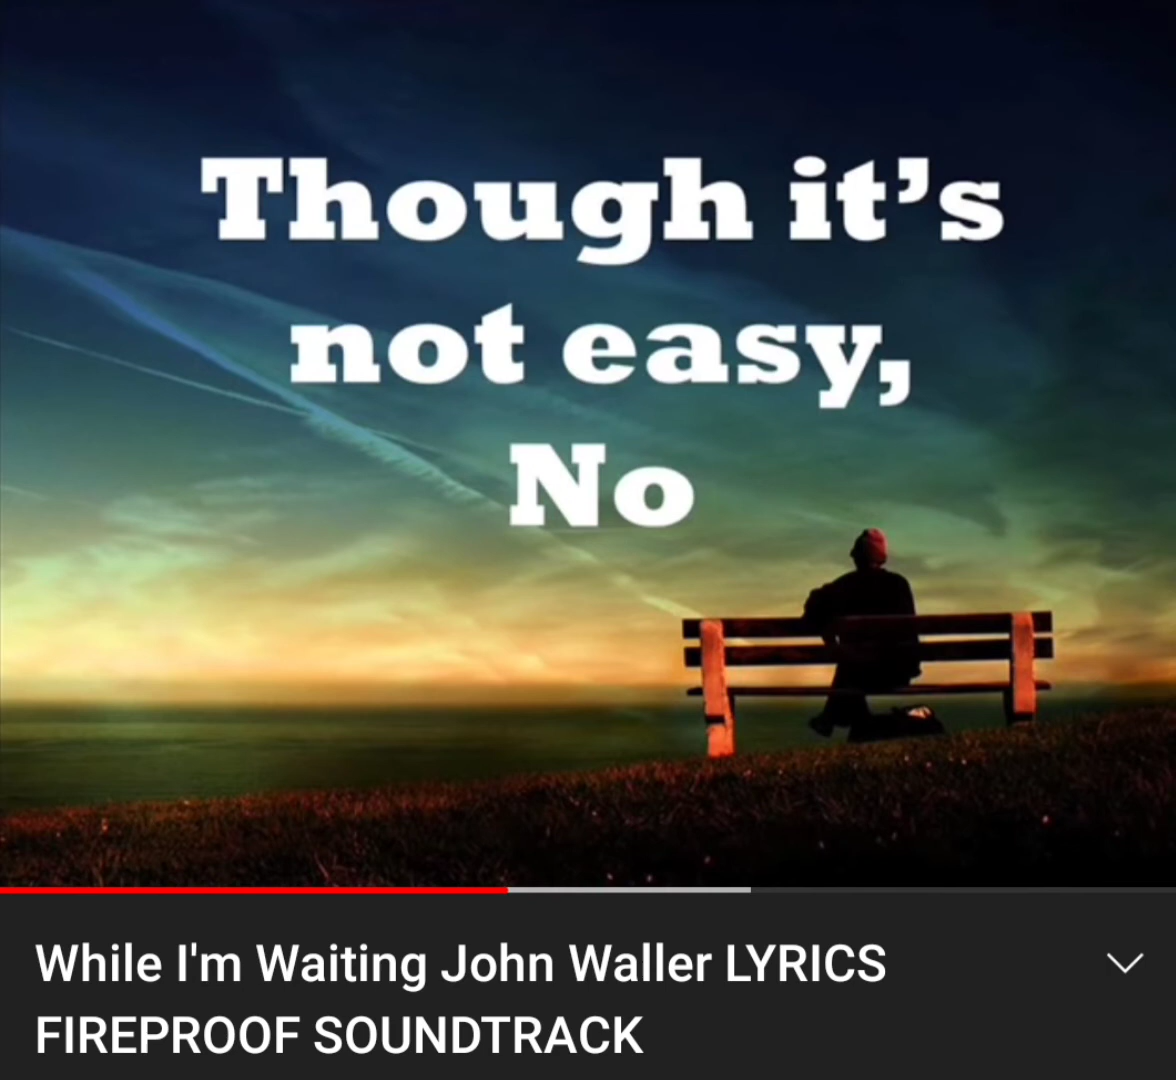 Though it's
not easy,
No
While I'm Waiting John Waller LYRICS
FIREPROOF SOUNDTRACK